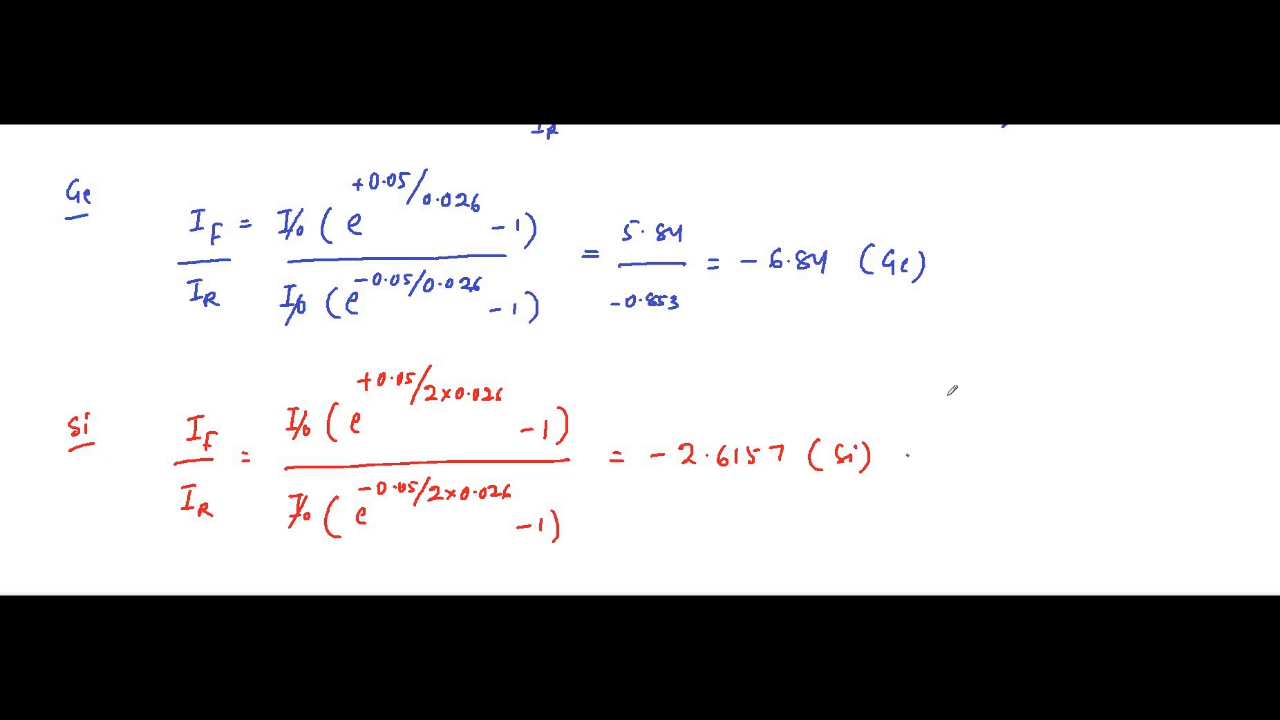 I_R
Ge
I_F/I_R = I_0 (e^{+0.05/0.026} - 1) / I_0 (e^{-0.05/0.026} - 1) = 5.84 / -0.853 = -6.84 (Ge)
Si
I_F/I_R = I_0 (e^{+0.05/2×0.026} - 1) / I_0 (e^{-0.05/2×0.026} - 1) = -2.6157 (Si) .